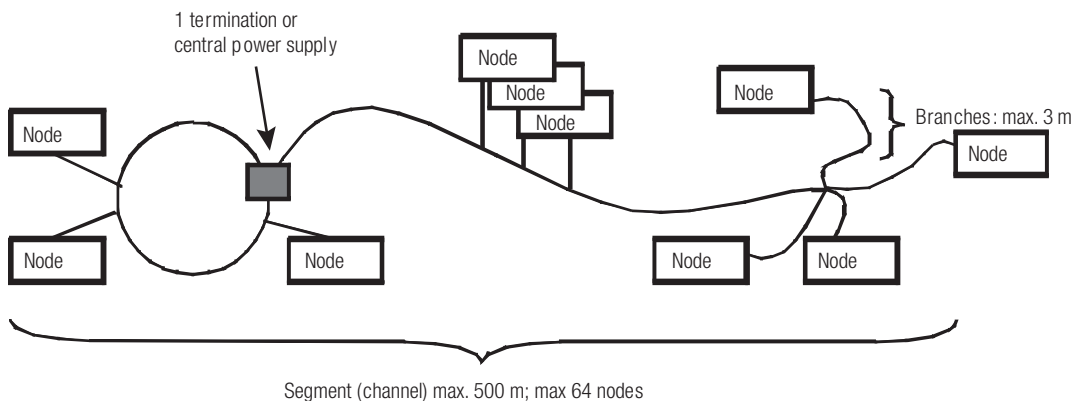 1 termination or
central power supply
Node
Node
Node
Node
Branches: max. 3 m
Node
Node
Node
Node
Node
Node
Node
Segment (channel) max. 500 m; max 64 nodes